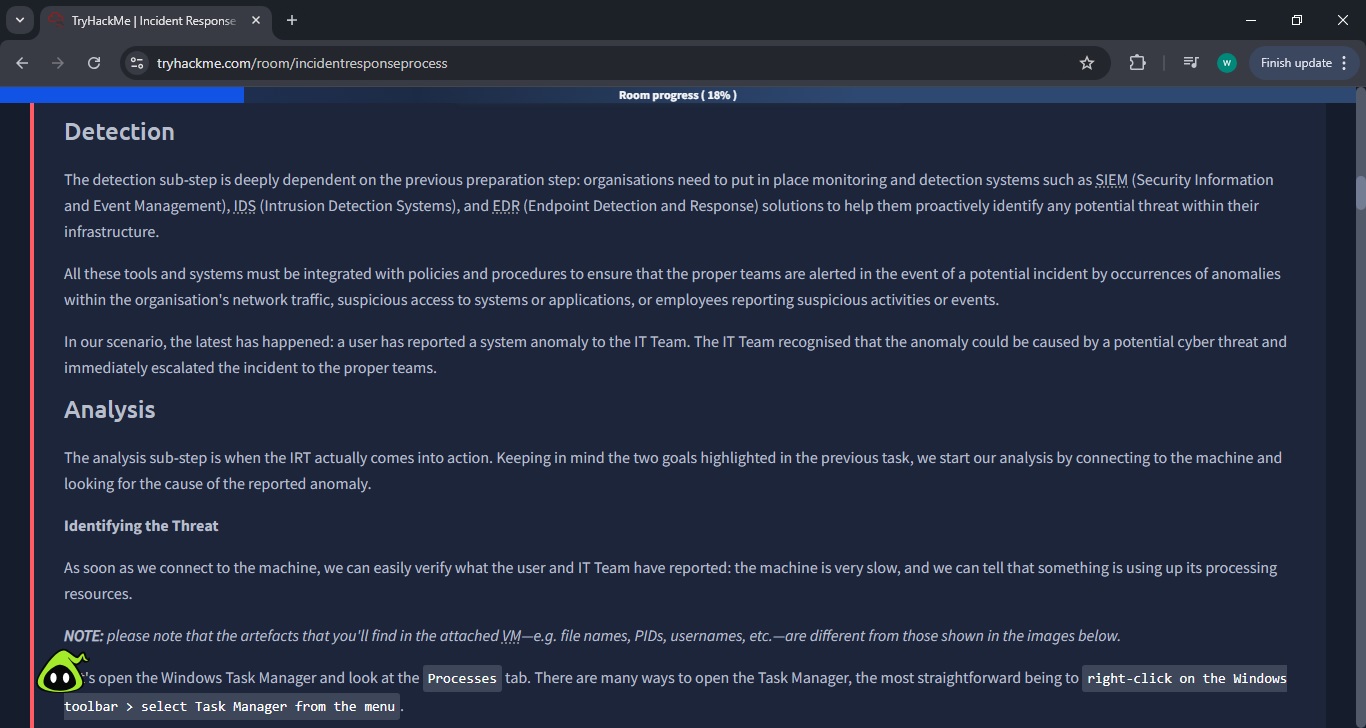 TryHackMe | Incident Response
tryhackme.com/room/incidentresponseprocess
W
Finish update
Room progress ( 18% )
Detection
The detection sub-step is deeply dependent on the previous preparation step: organisations need to put in place monitoring and detection systems such as SIEM (Security Information
and Event Management), IDS (Intrusion Detection Systems), and EDR (Endpoint Detection and Response) solutions to help them proactively identify any potential threat within their
infrastructure.
All these tools and systems must be integrated with policies and procedures to ensure that the proper teams are alerted in the event of a potential incident by occurrences of anomalies
within the organisation's network traffic, suspicious access to systems or applications, or employees reporting suspicious activities or events.
In our scenario, the latest has happened: a user has reported a system anomaly to the IT Team. The IT Team recognised that the anomaly could be caused by a potential cyber threat and
immediately escalated the incident to the proper teams.
Analysis
The analysis sub-step is when the IRT actually comes into action. Keeping in mind the two goals highlighted in the previous task, we start our analysis by connecting to the machine and
looking for the cause of the reported anomaly.
Identifying the Threat
As soon as we connect to the machine, we can easily verify what the user and IT Team have reported: the machine is very slow, and we can tell that something is using up its processing
resources.
NOTE: please note that the artefacts that you'll find in the attached VM—e.g. file names, PIDs, usernames, etc.—are different from those shown in the images below.
's open the Windows Task Manager and look at the Processes tab. There are many ways to open the Task Manager, the most straightforward being to right-click on the Windows
toolbar > select Task Manager from the menu.